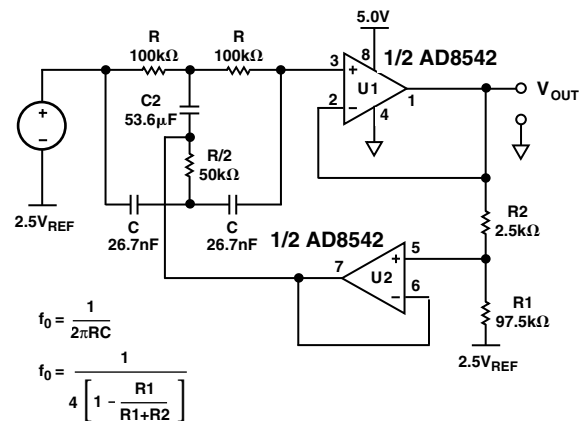 5.0V
R
100kΩ
R
100kΩ
3
8
1/2 AD8542
+
U1
−
2
4
1
V_OUT
C2
53.6μF
R/2
50kΩ
+
−
2.5V_REF
C
26.7nF
C
26.7nF
1/2 AD8542
R2
2.5kΩ
7
5
+
U2
−
6
R1
97.5kΩ
2.5V_REF
f₀ = 1 / 2πRC
f₀ = 1 / 4 [ 1 - R1 / R1+R2 ]